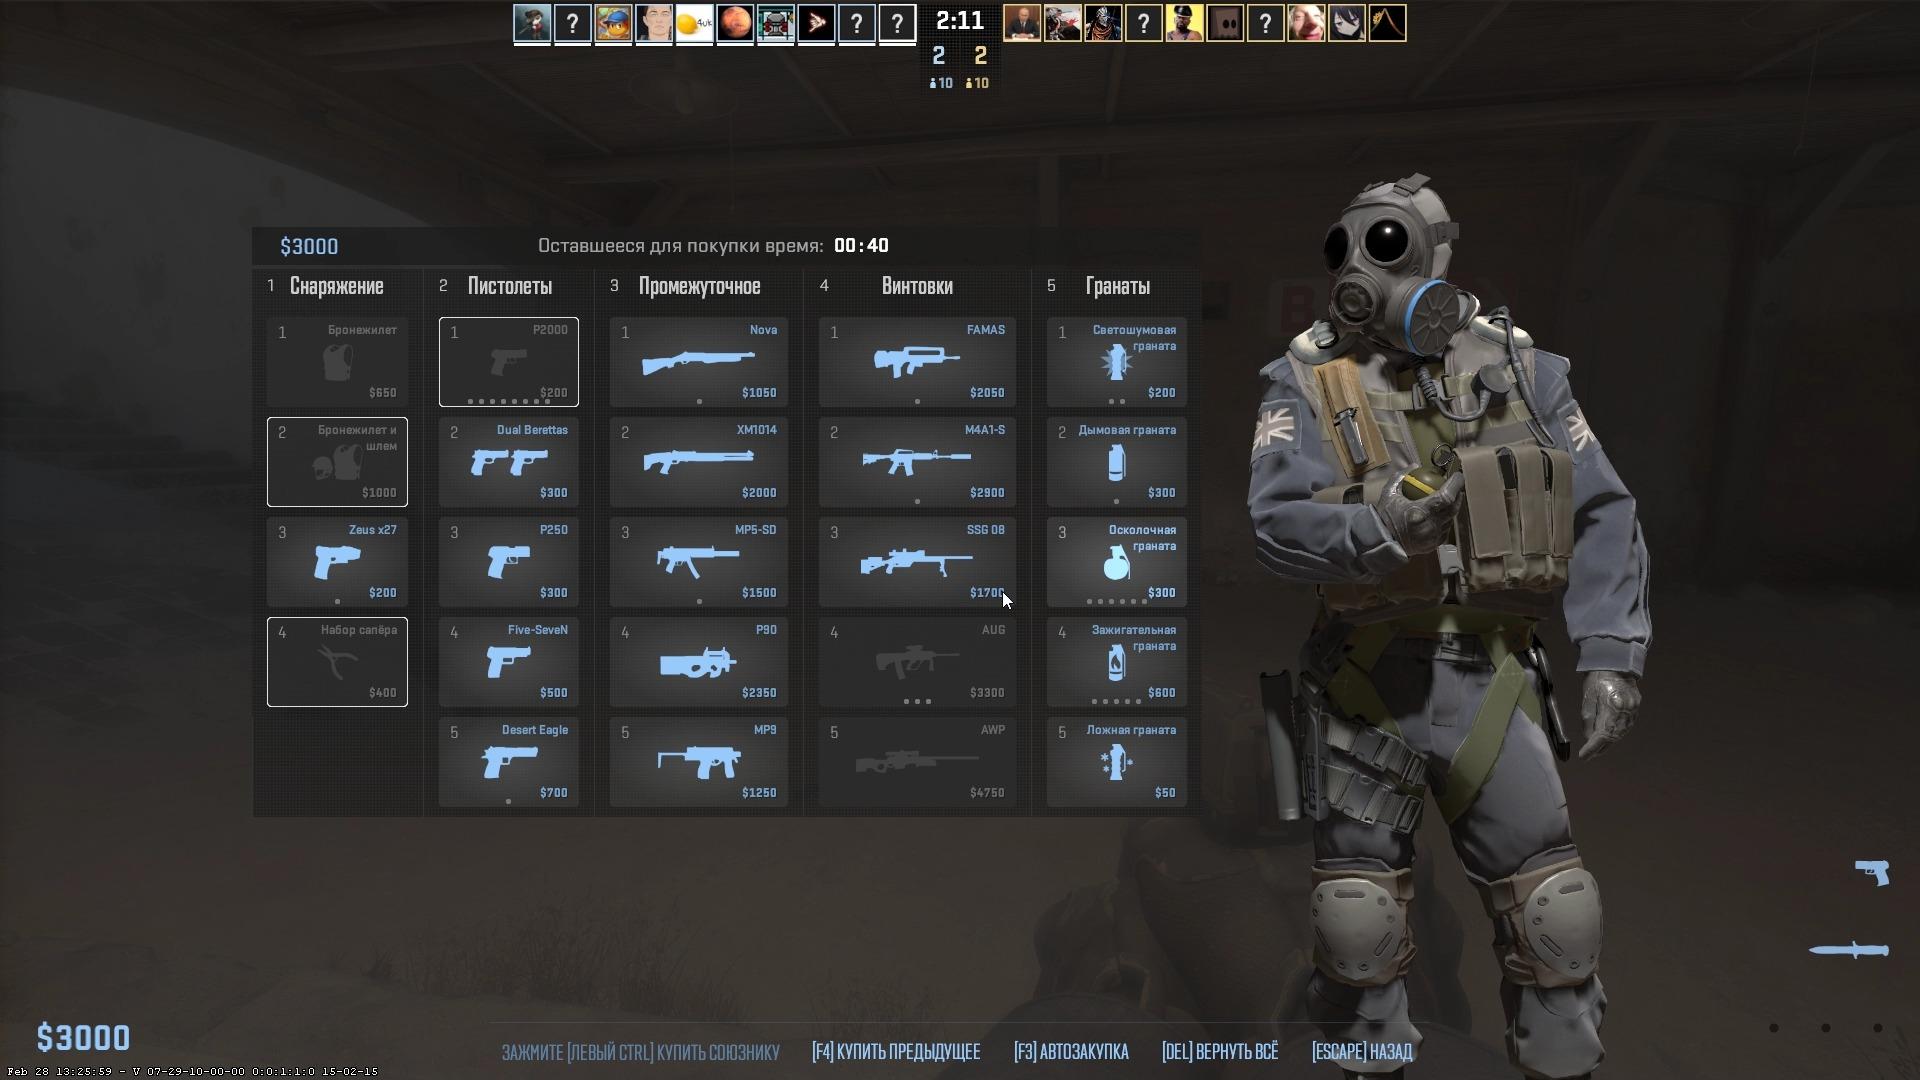 2:11
2 2
10 10
4uk
$3000 Оставшееся для покупки время: 00:40
1 Снаряжение
1 Бронежилет
$650
2 Бронежилет и
шлем
$1000
3 Zeus x27
$200
4 Набор сапёра
$400
2 Пистолеты
1 P2000
$200
2 Dual Berettas
$300
3 P250
$300
4 Five-SeveN
$500
5 Desert Eagle
$700
3 Промежуточное
1 Nova
$1050
2 XM1014
$2000
3 MP5-SD
$1500
4 P90
$2350
5 MP9
$1250
4 Винтовки
1 FAMAS
$2050
2 M4A1-S
$2900
3 SSG 08
$1700
4 AUG
$3300
5 AWP
$4750
5 Гранаты
1 Светошумовая
граната
$200
2 Дымовая граната
$300
3 Осколочная
граната
$300
4 Зажигательная
граната
$600
5 Ложная граната
$50
$3000
ЗАЖМИТЕ [ЛЕВЫЙ CTRL] КУПИТЬ СОЮЗНИКУ [F4] КУПИТЬ ПРЕДЫДУЩЕЕ [F3] АВТОЗАКУПКА [DEL] ВЕРНУТЬ ВСЁ [ESCAPE] НАЗАД
Feb 28 13:25:59 - V 07-29-10-00-00 0:0:1:1:0 15-02-15